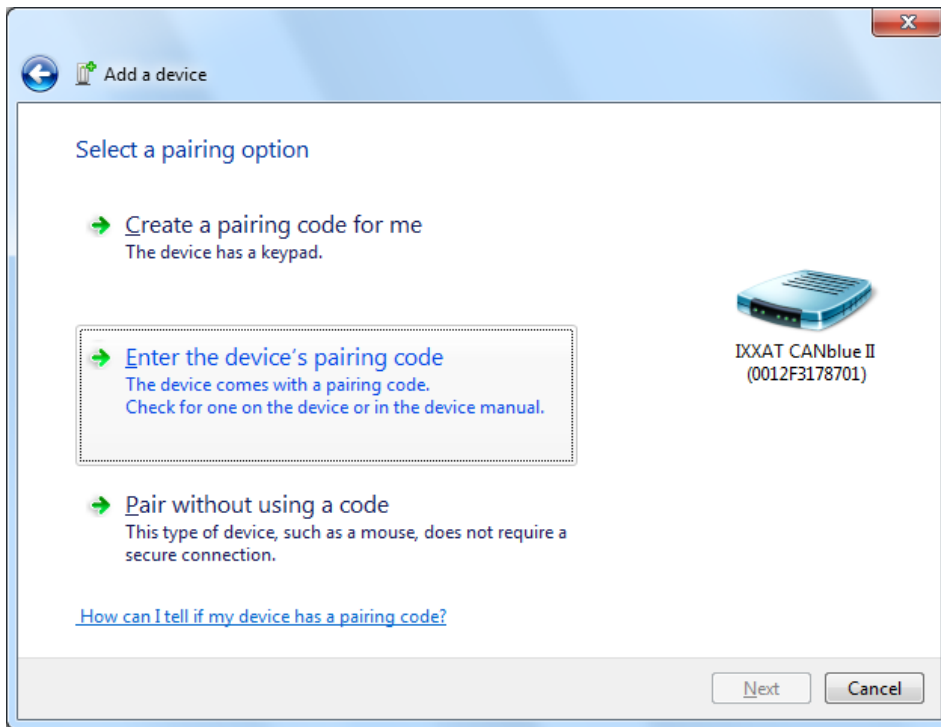 Add a device
Select a pairing option
Create a pairing code for me
The device has a keypad.
Enter the device's pairing code
The device comes with a pairing code.
Check for one on the device or in the device manual.
IXXAT CANblue II
(0012F3178701)
Pair without using a code
This type of device, such as a mouse, does not require a
secure connection.
How can I tell if my device has a pairing code?
Next
Cancel